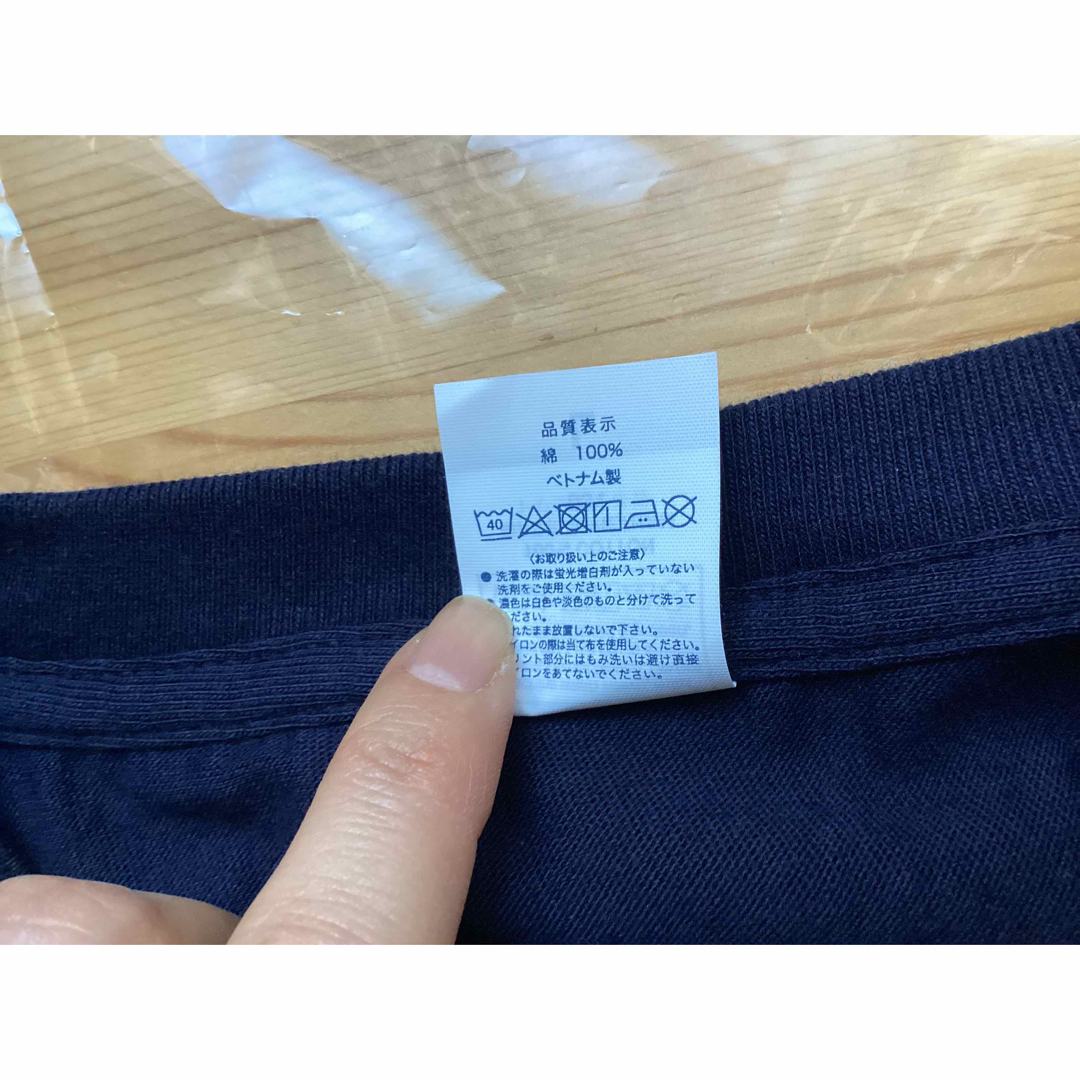 品質表示
綿 100%
ベトナム製
40
〈お取り扱い上のご注意〉
● 洗濯の際は蛍光増白剤が入っていない
洗剤をご使用ください。
● 濃色は白色や淡色のものと分けて洗って
ださい。
れたまま放置しないで下さい。
イロンの際は当て布を使用してください。
リント部分にはもみ洗いは避け直接
イロンをあてないでください。